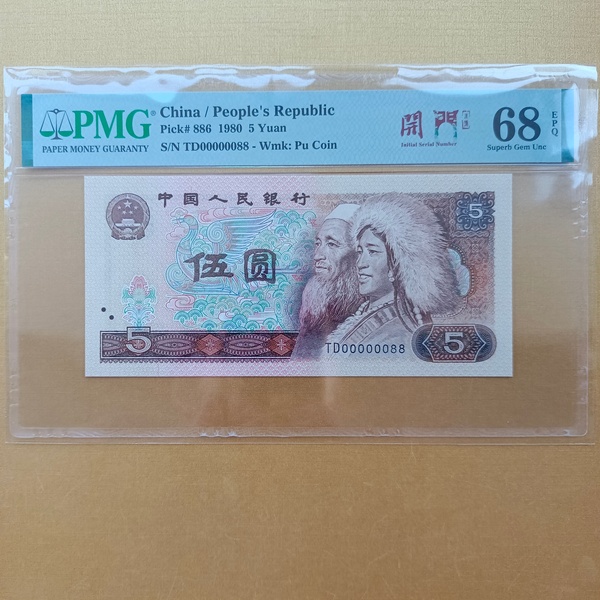 PMG
PAPER MONEY GUARANTY
China / People's Republic
Pick# 886 1980 5 Yuan
S/N TD00000088 - Wmk: Pu Coin
開門
Initial Serial Number
68
EPQ
Superb Gem Unc
中国人民银行
5
伍圆
5
TD00000088
5